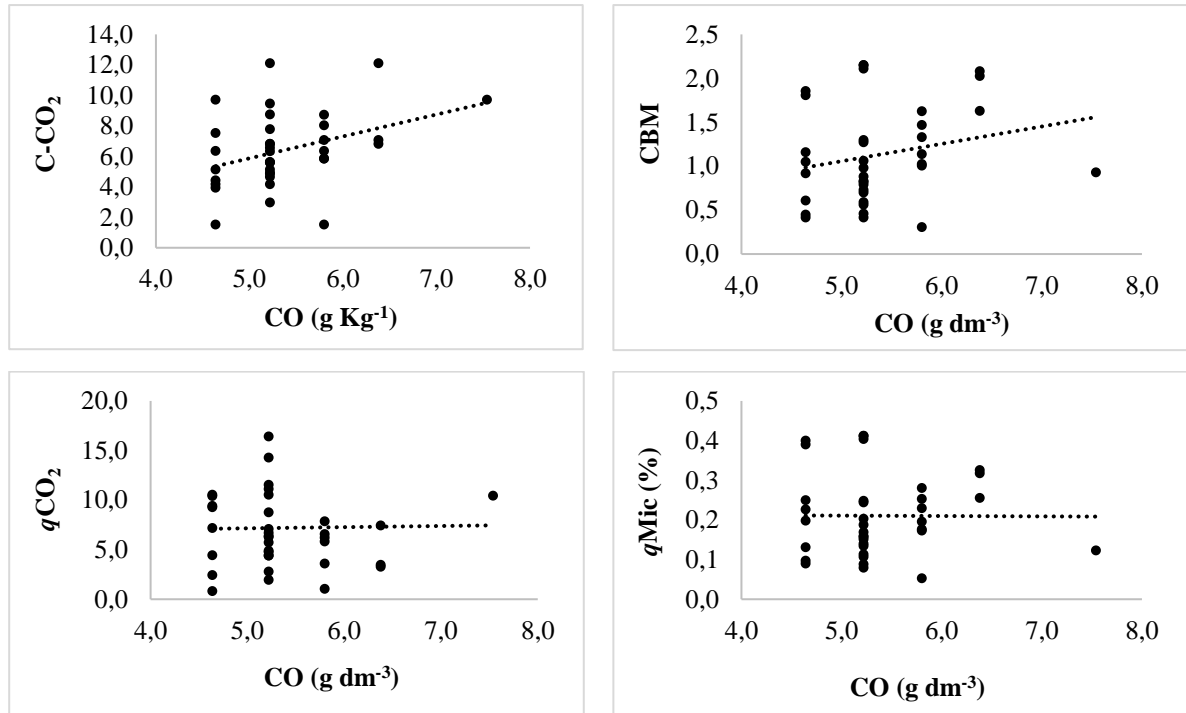 14,0
12,0
10,0
8,0
6,0
4,0
2,0
0,0
C-CO₂
4,0 5,0 6,0 7,0 8,0
CO (g Kg⁻¹)
2,5
2,0
1,5
1,0
0,5
0,0
CBM
4,0 5,0 6,0 7,0 8,0
CO (g dm⁻³)
20,0
15,0
10,0
5,0
0,0
qCO₂
4,0 5,0 6,0 7,0 8,0
CO (g dm⁻³)
0,5
0,4
0,3
0,2
0,1
0,0
qMic (%)
4,0 5,0 6,0 7,0 8,0
CO (g dm⁻³)